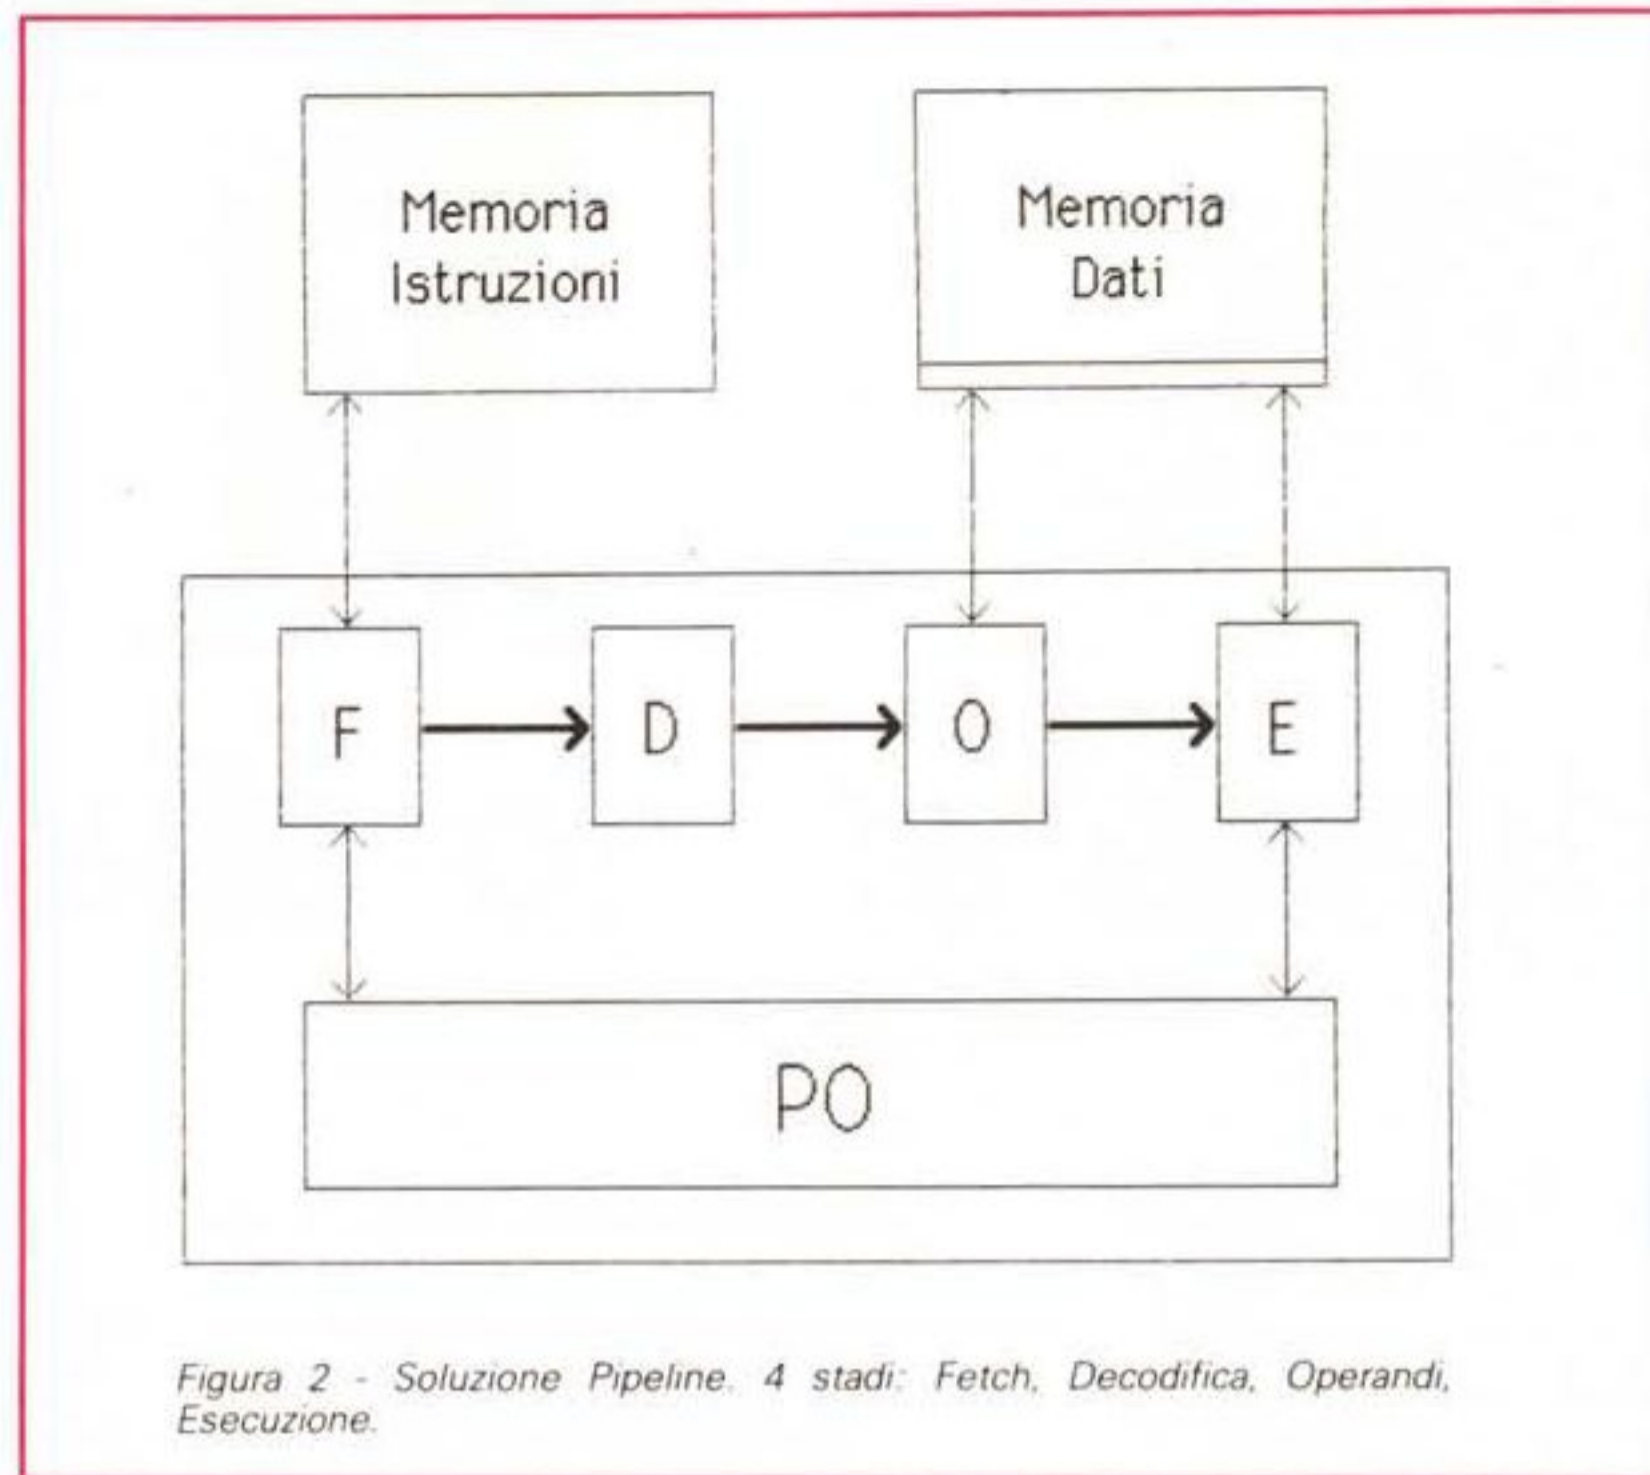 Memoria
Istruzioni
Memoria
Dati
F
D
O
E
PO
Figura 2 - Soluzione Pipeline. 4 stadi: Fetch, Decodifica, Operandi,
Esecuzione.